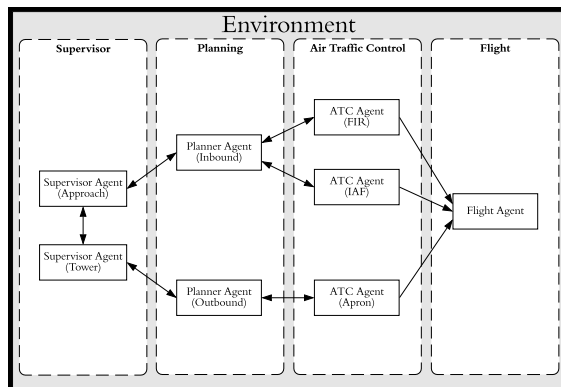 Environment
Supervisor
Planning
Air Traffic Control
Flight
ATC Agent
(FIR)
Planner Agent
(Inbound)
Supervisor Agent
(Approach)
ATC Agent
(IAF)
Flight Agent
Supervisor Agent
(Tower)
Planner Agent
(Outbound)
ATC Agent
(Apron)